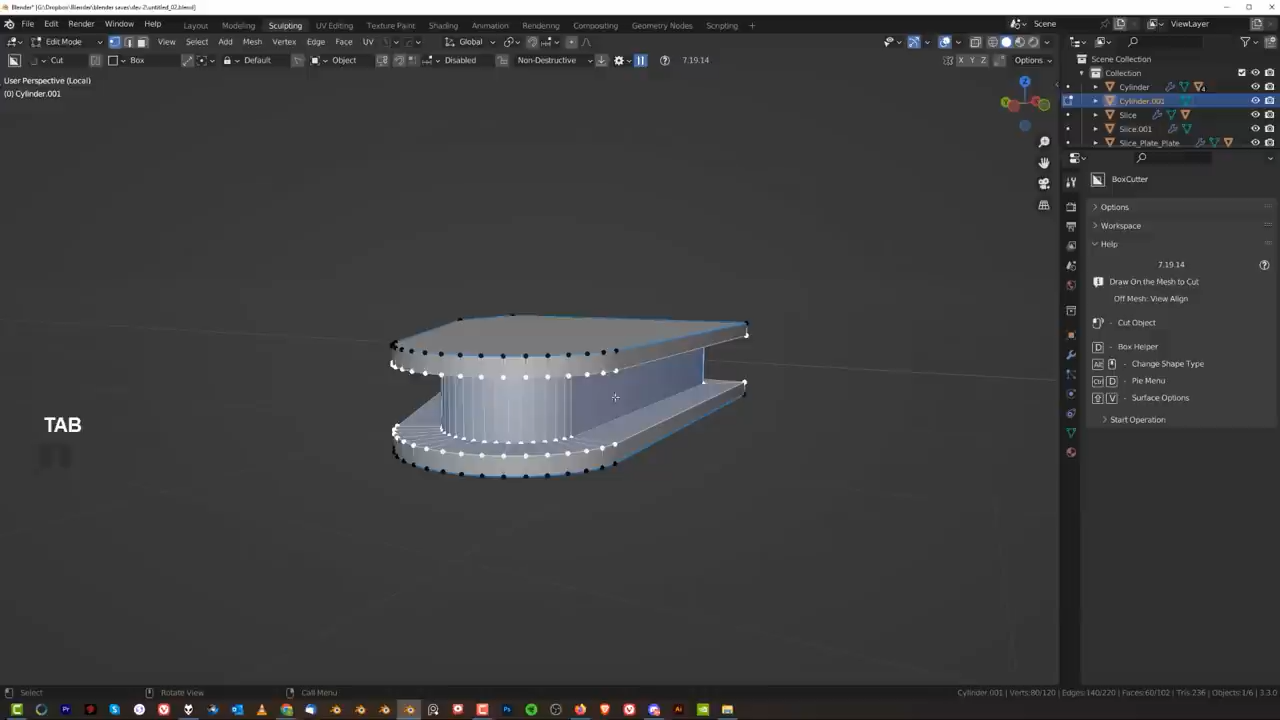 Blender* [G:\Dropbox\Blender\blender saves\dev 2\untitled_02.blend]
File Edit Render Window Help Layout Sculpting UV Editing Texture Paint Shading Animation Rendering Compositing Geometry Nodes Scripting Scene ViewLayer
Edit Mode View Select Add Mesh Vertex Edge Face UV Global
Cut Box Default Object Disabled Non-Destructive 7.19.14 X Y Z Options
User Perspective (Local)
(0) Cylinder.001
Z
Y
X
TAB
Scene Collection
Collection
Cylinder 4
Cylinder.001
Slice
Slice.001
Slice_Plate_Plate
BoxCutter
Options
Workspace
Help
7.19.14
Draw On the Mesh to Cut
Off Mesh: View Align
- Cut Object
D - Box Helper
Alt - Change Shape Type
Ctrl D - Pie Menu
V - Surface Options
Start Operation
Select Rotate View Call Menu Cylinder.001 | Verts:80/120 | Edges:140/220 | Faces:60/102 | Tris:236 | Objects:1/6 | 3.3.0